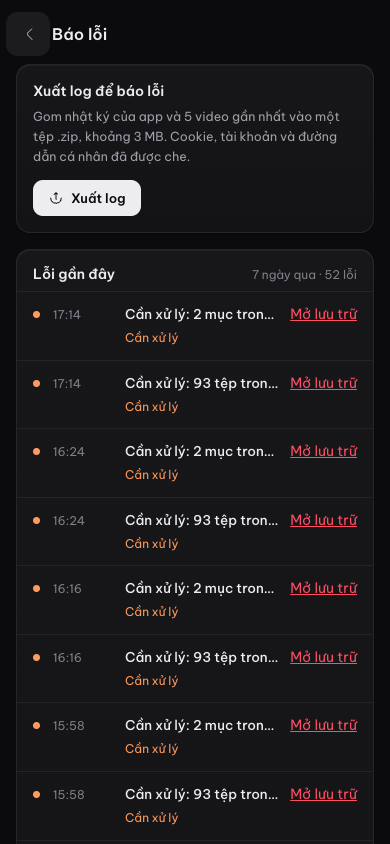 Báo lỗi
Xuất log để báo lỗi
Gom nhật ký của app và 5 video gần nhất vào một
tệp .zip, khoảng 3 MB. Cookie, tài khoản và đường
dẫn cá nhân đã được che.
Xuất log
Lỗi gần đây 7 ngày qua · 52 lỗi
17:14 Cần xử lý: 2 mục tron... Mở lưu trữ
Cần xử lý
17:14 Cần xử lý: 93 tệp tron... Mở lưu trữ
Cần xử lý
16:24 Cần xử lý: 2 mục tron... Mở lưu trữ
Cần xử lý
16:24 Cần xử lý: 93 tệp tron... Mở lưu trữ
Cần xử lý
16:16 Cần xử lý: 2 mục tron... Mở lưu trữ
Cần xử lý
16:16 Cần xử lý: 93 tệp tron... Mở lưu trữ
Cần xử lý
15:58 Cần xử lý: 2 mục tron... Mở lưu trữ
Cần xử lý
15:58 Cần xử lý: 93 tệp tron... Mở lưu trữ
Cần xử lý